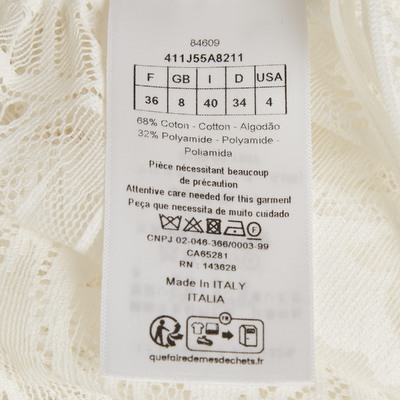 84609
411J55A8211
F GB I D USA
36 8 40 34 4
68% Coton - Cotton - Algodão
32% Polyamide - Polyamide -
Poliamida
Pièce nécessitant beaucoup
de précaution
Attentive care needed for this garment
Peça que necessita de muito cuidado
CNPJ 02-046-366/0003-99
CA65281
RN : 143628
Made In ITALY
ITALIA
FR
quefairedemesdechets.fr